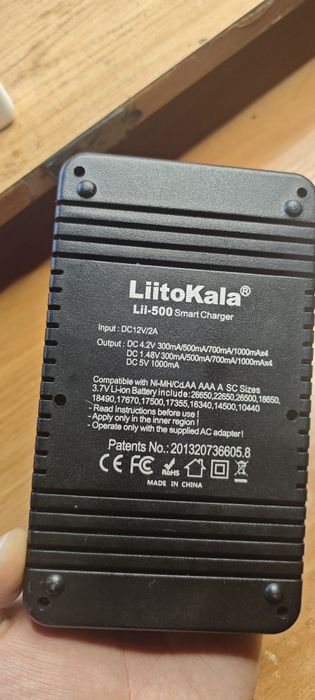 LiitoKala®
Lil-500 Smart Charger
Input : DC12V/2A
Output : DC 4.2V 300mA/500mA/700mA/1000mAx4
DC 1.48V 300mA/500mA/700mA/1000mAx4
DC 5V 1000mA
Compatible with Ni-MH/Cd,AA AAA A SC Sizes
3.7V Li-ion Battery include:26650,22650,26500,18650,
18490,17670,17500,17355,16340,14500,10440
- Read Instructions before use !
- Apply only in the inner region !
- Operate only with the supplied AC adapter!
Patents No.: 201320736605.8
CE FC RoHS
MADE IN CHINA